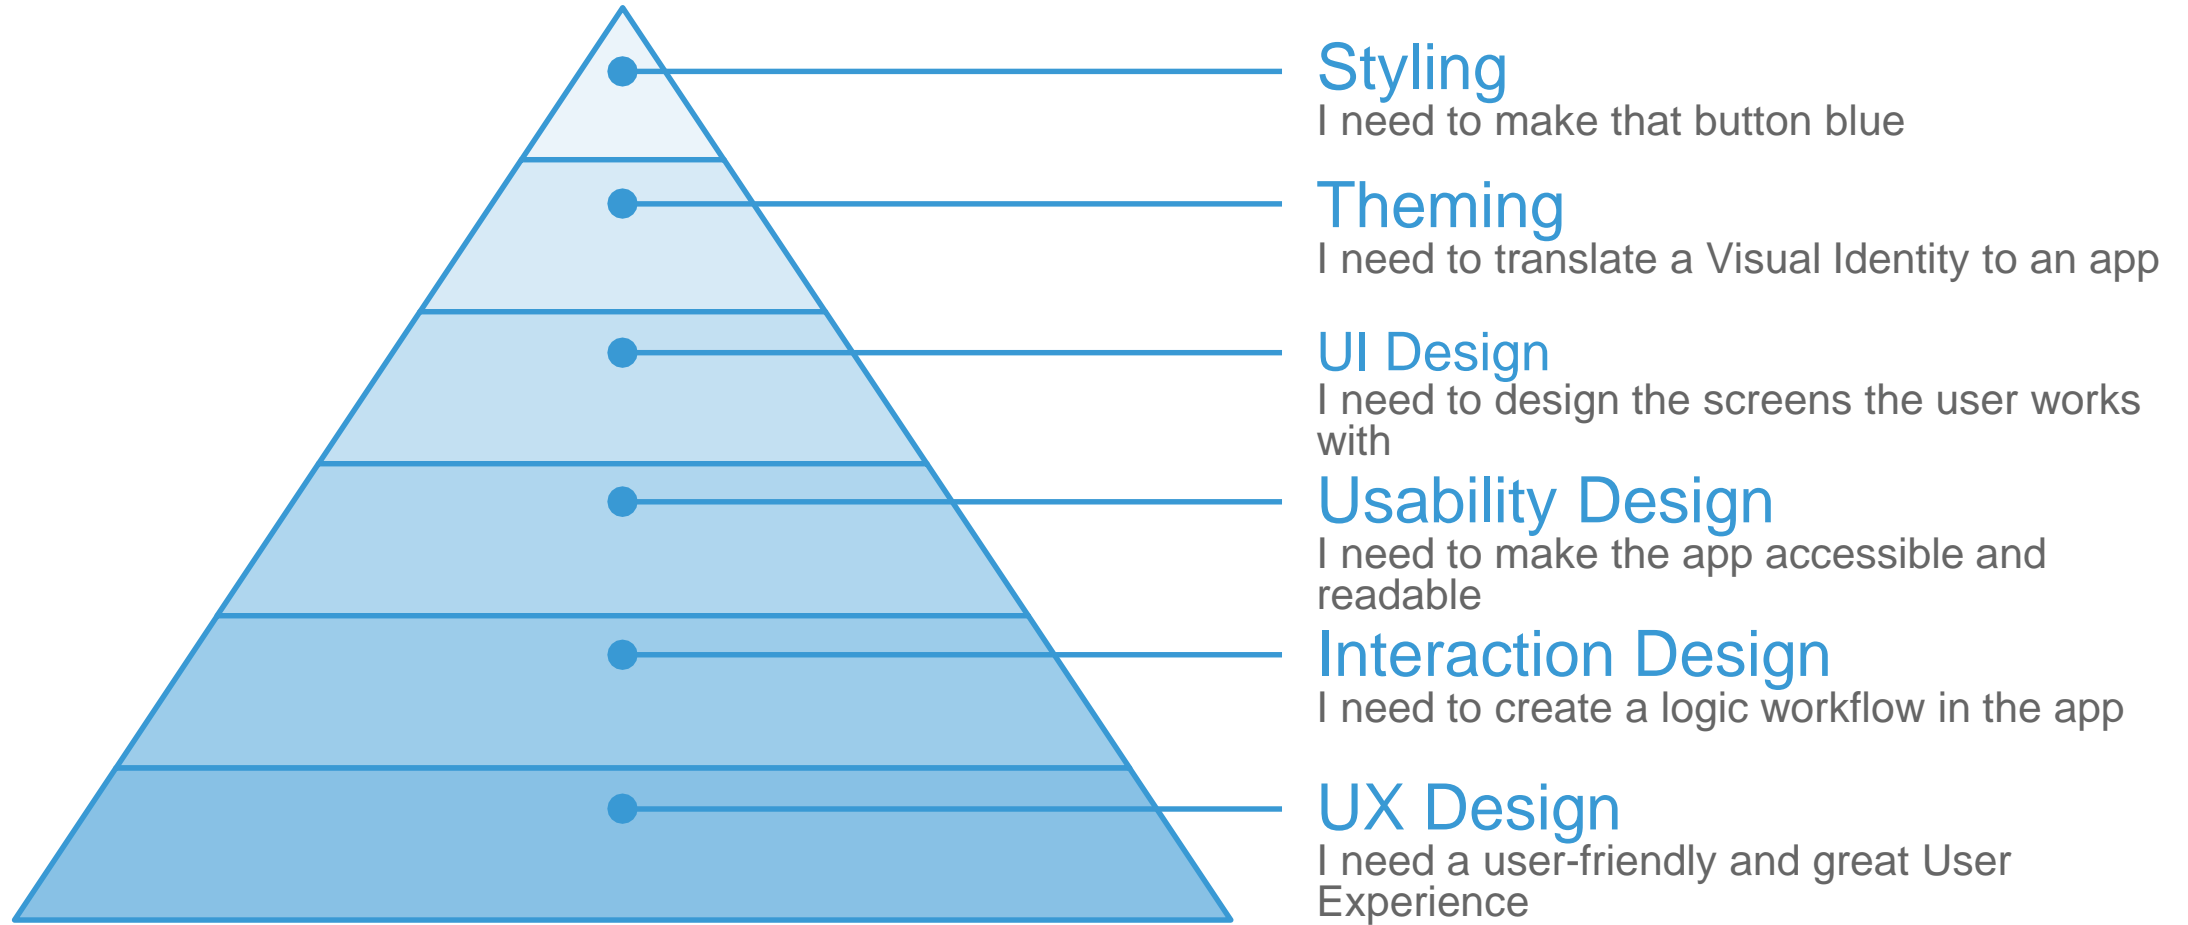 Styling
I need to make that button blue
Theming
I need to translate a Visual Identity to an app
UI Design
I need to design the screens the user works
with
Usability Design
I need to make the app accessible and
readable
Interaction Design
I need to create a logic workflow in the app
UX Design
I need a user-friendly and great User
Experience